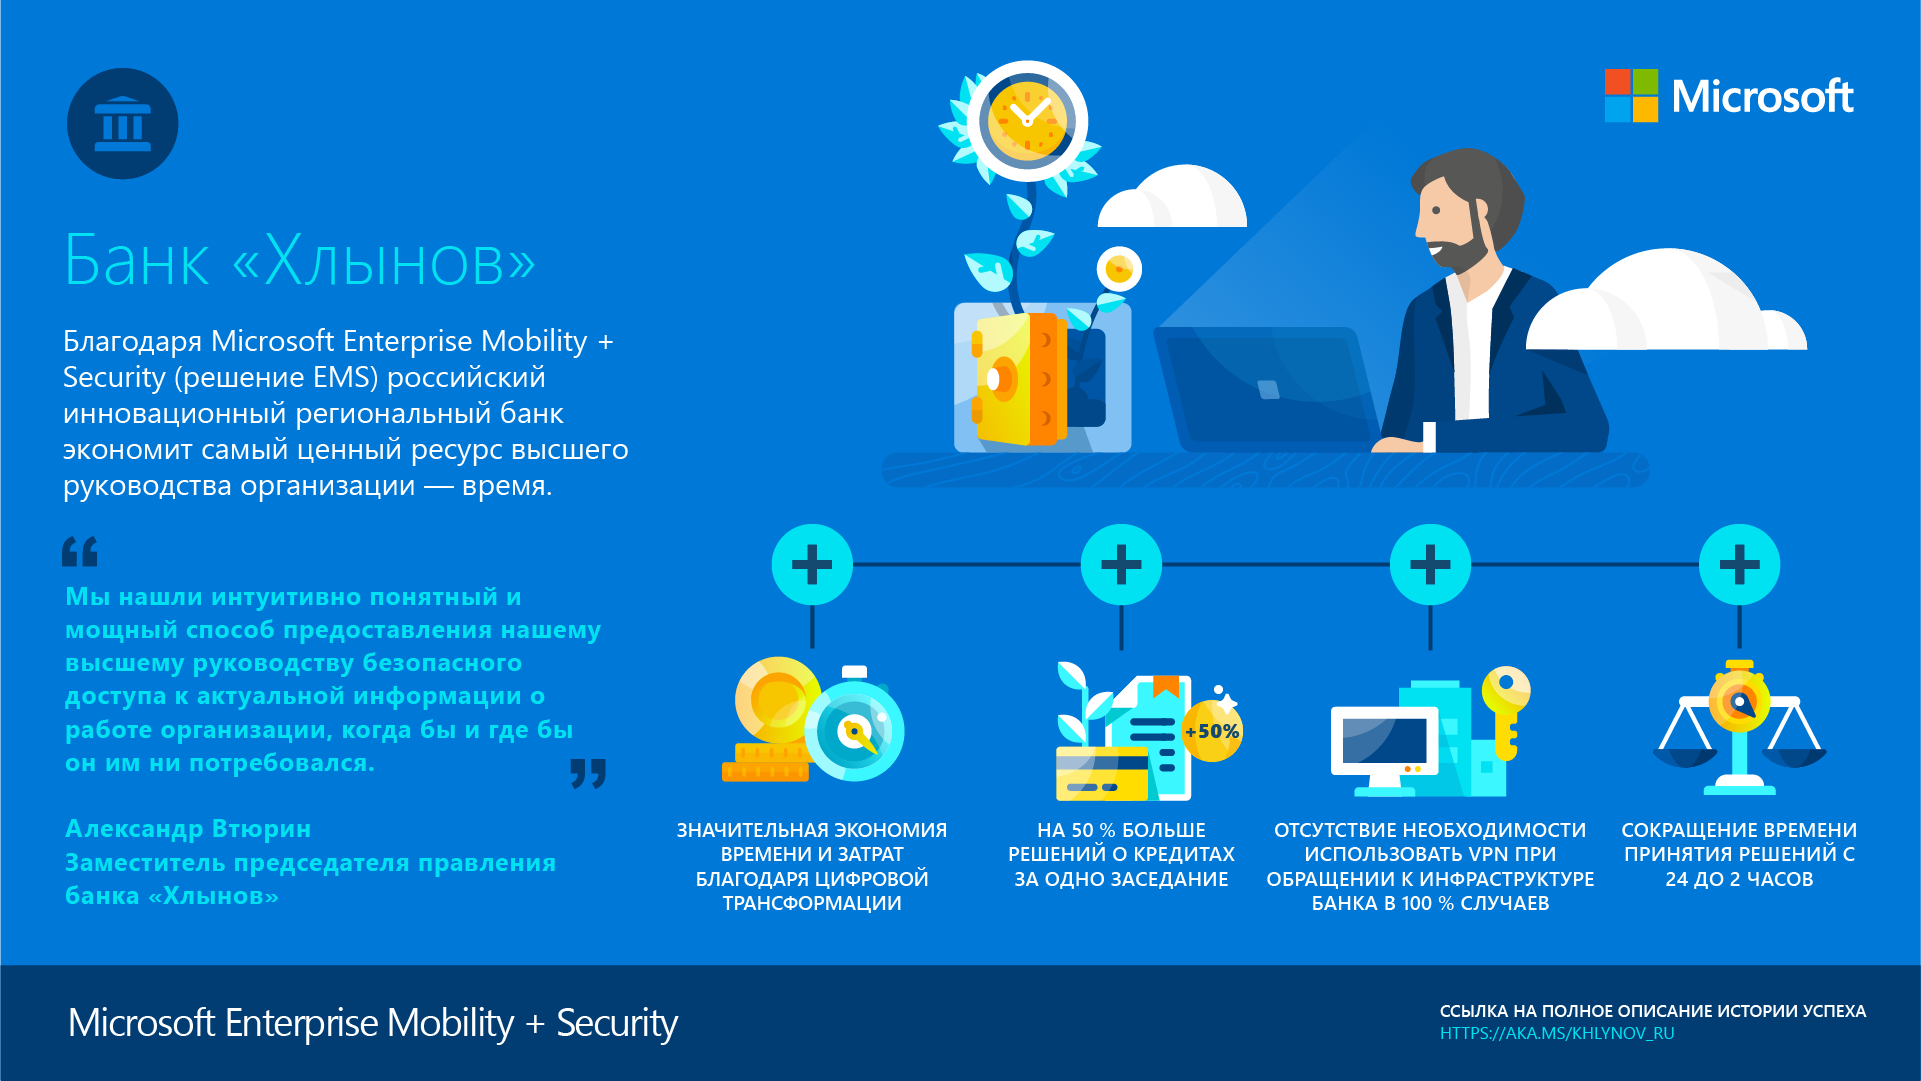 Microsoft
Банк «Хлынов»
Благодаря Microsoft Enterprise Mobility +
Security (решение EMS) российский
инновационный региональный банк
экономит самый ценный ресурс высшего
руководства организации — время.
“
Мы нашли интуитивно понятный и
мощный способ предоставления нашему
высшему руководству безопасного
доступа к актуальной информации о
работе организации, когда бы и где бы
он им ни потребовался.
”
Александр Втюрин
Заместитель председателя правления
банка «Хлынов»
+50%
ЗНАЧИТЕЛЬНАЯ ЭКОНОМИЯ
ВРЕМЕНИ И ЗАТРАТ
БЛАГОДАРЯ ЦИФРОВОЙ
ТРАНСФОРМАЦИИ
НА 50 % БОЛЬШЕ
РЕШЕНИЙ О КРЕДИТАХ
ЗА ОДНО ЗАСЕДАНИЕ
ОТСУТСТВИЕ НЕОБХОДИМОСТИ
ИСПОЛЬЗОВАТЬ VPN ПРИ
ОБРАЩЕНИИ К ИНФРАСТРУКТУРЕ
БАНКА В 100 % СЛУЧАЕВ
СОКРАЩЕНИЕ ВРЕМЕНИ
ПРИНЯТИЯ РЕШЕНИЙ С
24 ДО 2 ЧАСОВ
Microsoft Enterprise Mobility + Security
ССЫЛКА НА ПОЛНОЕ ОПИСАНИЕ ИСТОРИИ УСПЕХА
HTTPS://AKA.MS/KHLYNOV_RU